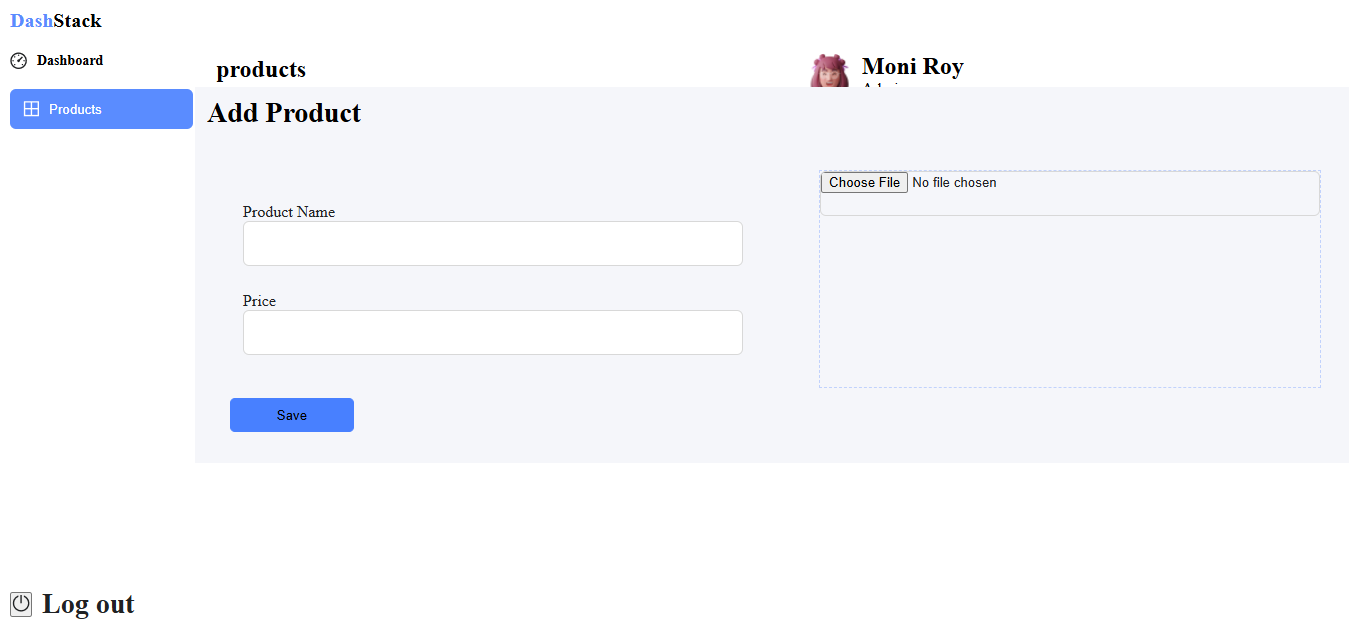 DashStack
Dashboard
Products
products
Moni Roy
Add Product
Product Name
Price
Save
Choose File No file chosen
Log out